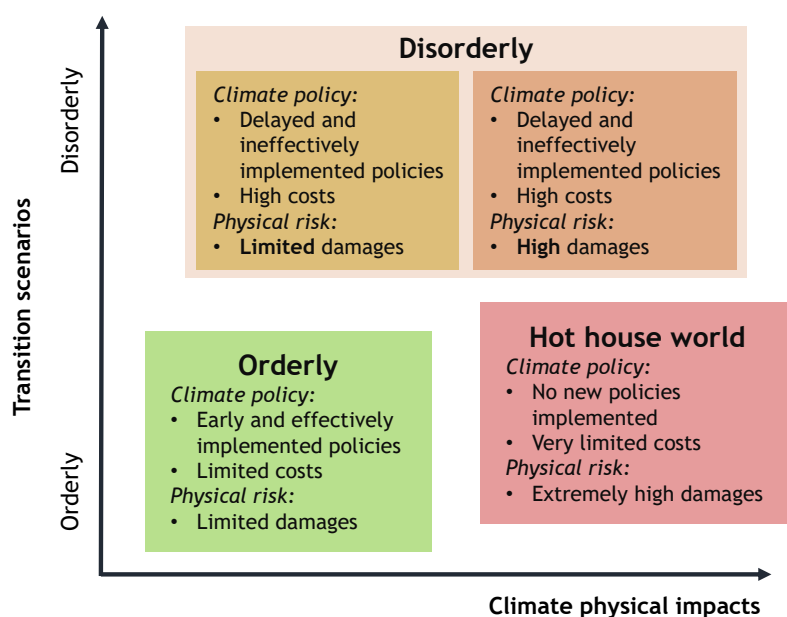 Disorderly
Climate policy:
• Delayed and
ineffectively
implemented policies
• High costs
Physical risk:
• Limited damages
Climate policy:
• Delayed and
ineffectively
implemented policies
• High costs
Physical risk:
• High damages
Orderly
Climate policy:
• Early and effectively
implemented policies
• Limited costs
Physical risk:
• Limited damages
Hot house world
Climate policy:
• No new policies
implemented
• Very limited costs
Physical risk:
• Extremely high damages
Transition scenarios
Disorderly
Orderly
Climate physical impacts